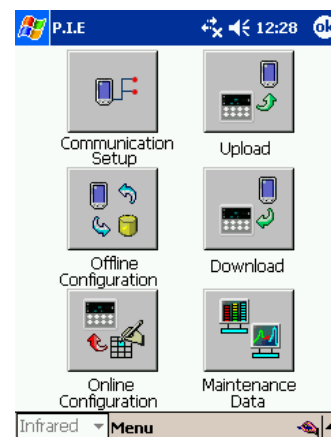 P.I.E 12:28 ok
Communication
Setup
Upload
Offline
Configuration
Download
Online
Configuration
Maintenance
Data
Infrared Menu